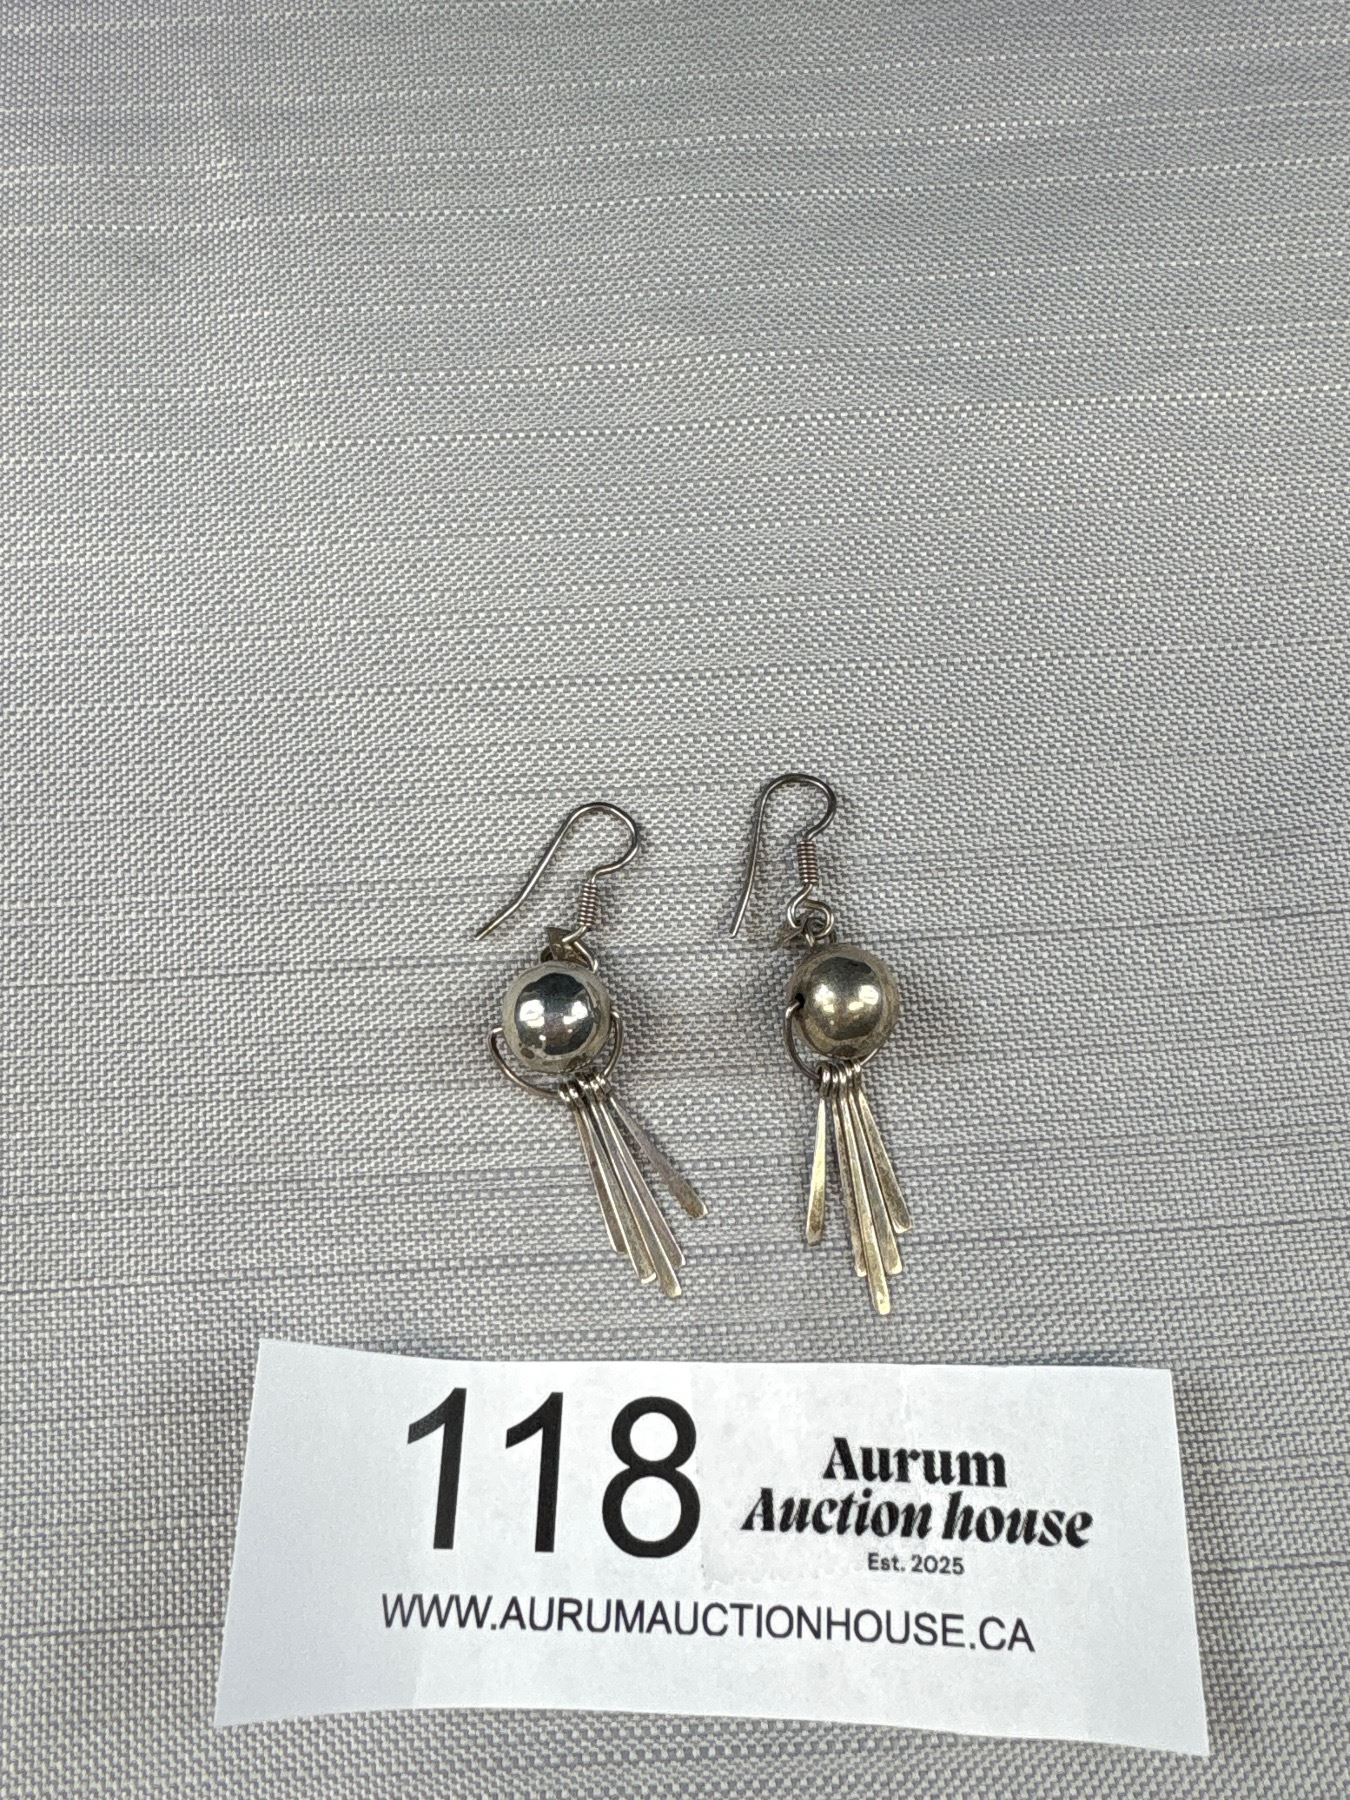 118
Aurum
Auction house
Est. 2025
WWW.AURUMAUCTIONHOUSE.CA